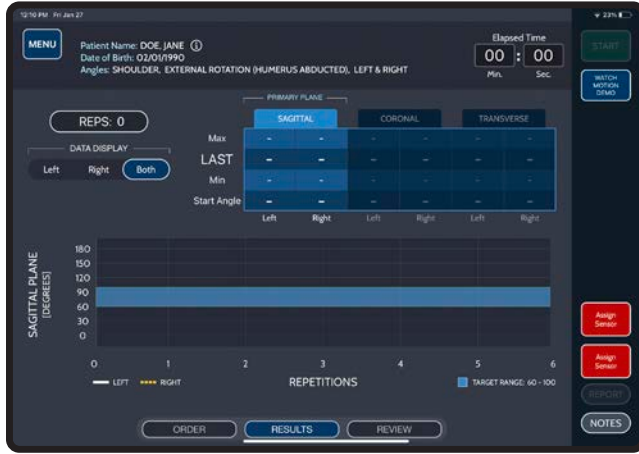 12:10 PM Fri Jan 27
23%
MENU
Patient Name: DOE, JANE
Date of Birth: 02/01/1990
Angles: SHOULDER, EXTERNAL ROTATION (HUMERUS ABDUCTED), LEFT & RIGHT
Elapsed Time
00 : 00
Min. Sec.
START
WATCH
MOTION
DEMO
REPS: 0
DATA DISPLAY
Left Right Both
PRIMARY PLANE
SAGITTAL CORONAL TRANSVERSE
Max - - - - - -
LAST - - - - - -
Min - - - - - -
Start Angle - - - - - -
Left Right Left Right Left Right
SAGITTAL PLANE
[DEGREES]
180
150
120
90
60
30
0
0 1 2 3 4 5 6
LEFT RIGHT
REPETITIONS
TARGET RANGE: 60 - 100
Assign
Sensor
Assign
Sensor
REPORT
NOTES
ORDER RESULTS REVIEW